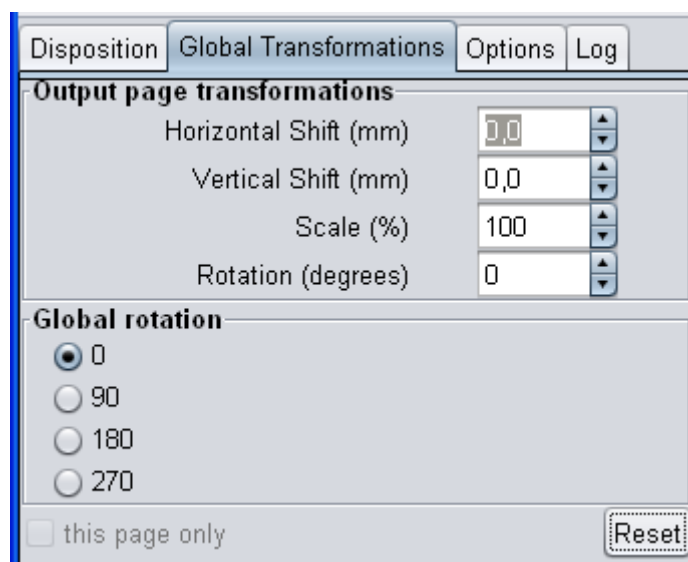 Disposition Global Transformations Options Log
Output page transformations
Horizontal Shift (mm) 0,0
Vertical Shift (mm) 0,0
Scale (%) 100
Rotation (degrees) 0
Global rotation
0
90
180
270
this page only Reset